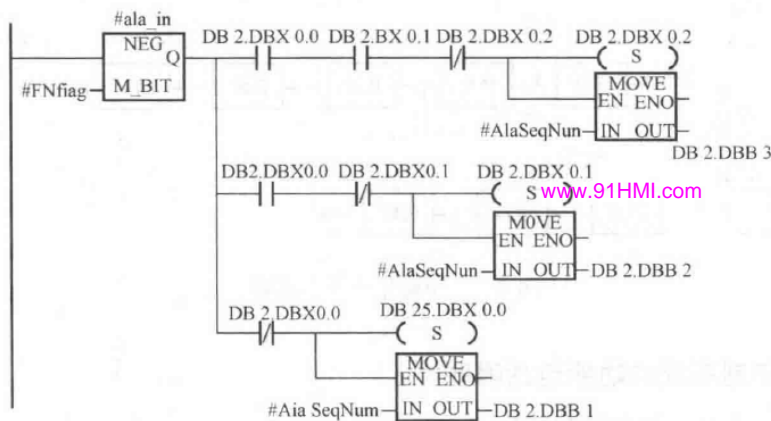 #ala_in
NEG
Q
#FNfiag
M_BIT
DB 2.DBX 0.0
DB 2.BX 0.1
DB 2.DBX 0.2
DB 2.DBX 0.2
S
MOVE
EN ENO
#AlaSeqNun
IN OUT
DB 2.DBB 3
DB2.DBX0.0
DB 2.DBX0.1
DB 2.DBX 0.1
www.91HMI.com
S
M0VE
EN ENO
#AlaSeqNun
IN OUT
DB 2.DBB 2
DB 2.DBX0.0
DB 25.DBX 0.0
S
MOVE
EN ENO
#Aia SeqNum
IN OUT
DB 2.DBB 1